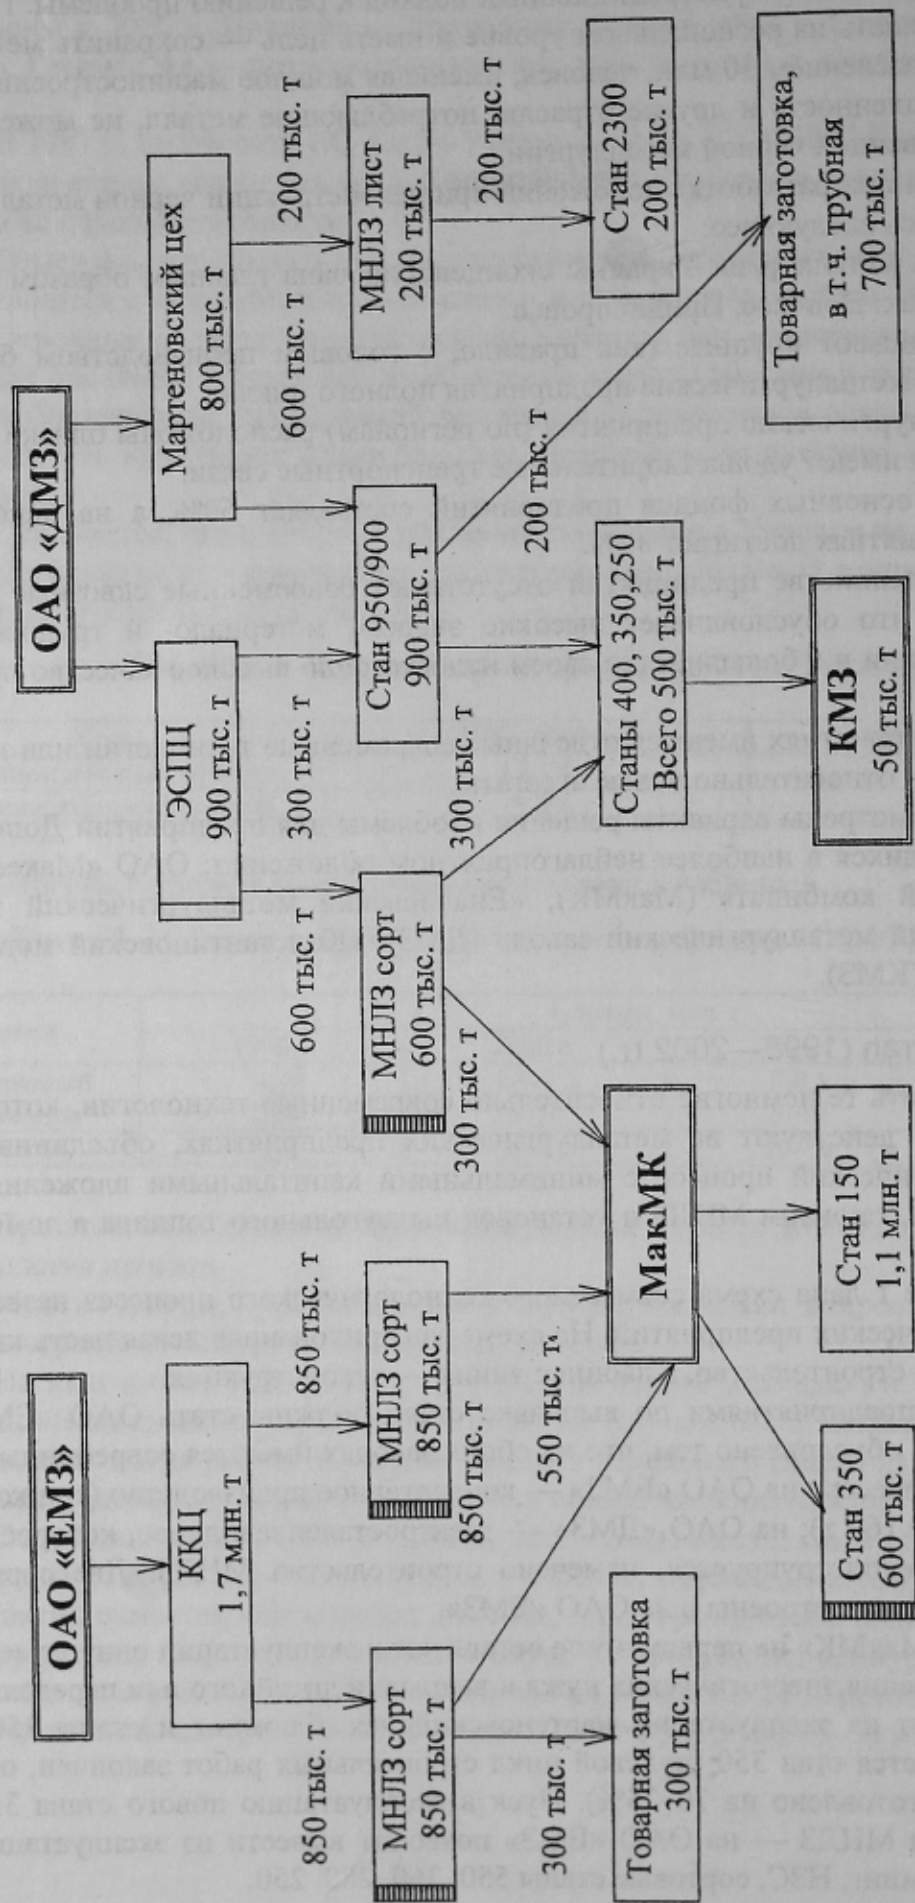 ОАО «ЕМЗ»
ОАО «ДМЗ»
ККЦ
1,7 млн. т
ЭСПЦ
900 тыс. т
Мартеновский цех
800 тыс. т
850 тыс. т
850 тыс. т
600 тыс. т
300 тыс. т
600 тыс. т
200 тыс. т
МНЛЗ сорт
850 тыс. т
МНЛЗ сорт
850 тыс. т
МНЛЗ сорт
600 тыс. т
Стан 950/900
900 тыс. т
МНЛЗ лист
200 тыс. т
300 тыс. т
550 тыс. т.
850 тыс. т
300 тыс. т
300 тыс. т
200 тыс. т
200 тыс. т
Товарная заготовка
300 тыс. т
МакМК
Станы 400, 350,250
Всего 500 тыс. т
Стан 2300
200 тыс. т
Стан 350
600 тыс. т
Стан 150
1,1 млн т
КМЗ
50 тыс. т
Товарная заготовка,
в т.ч. трубная
700 тыс. т